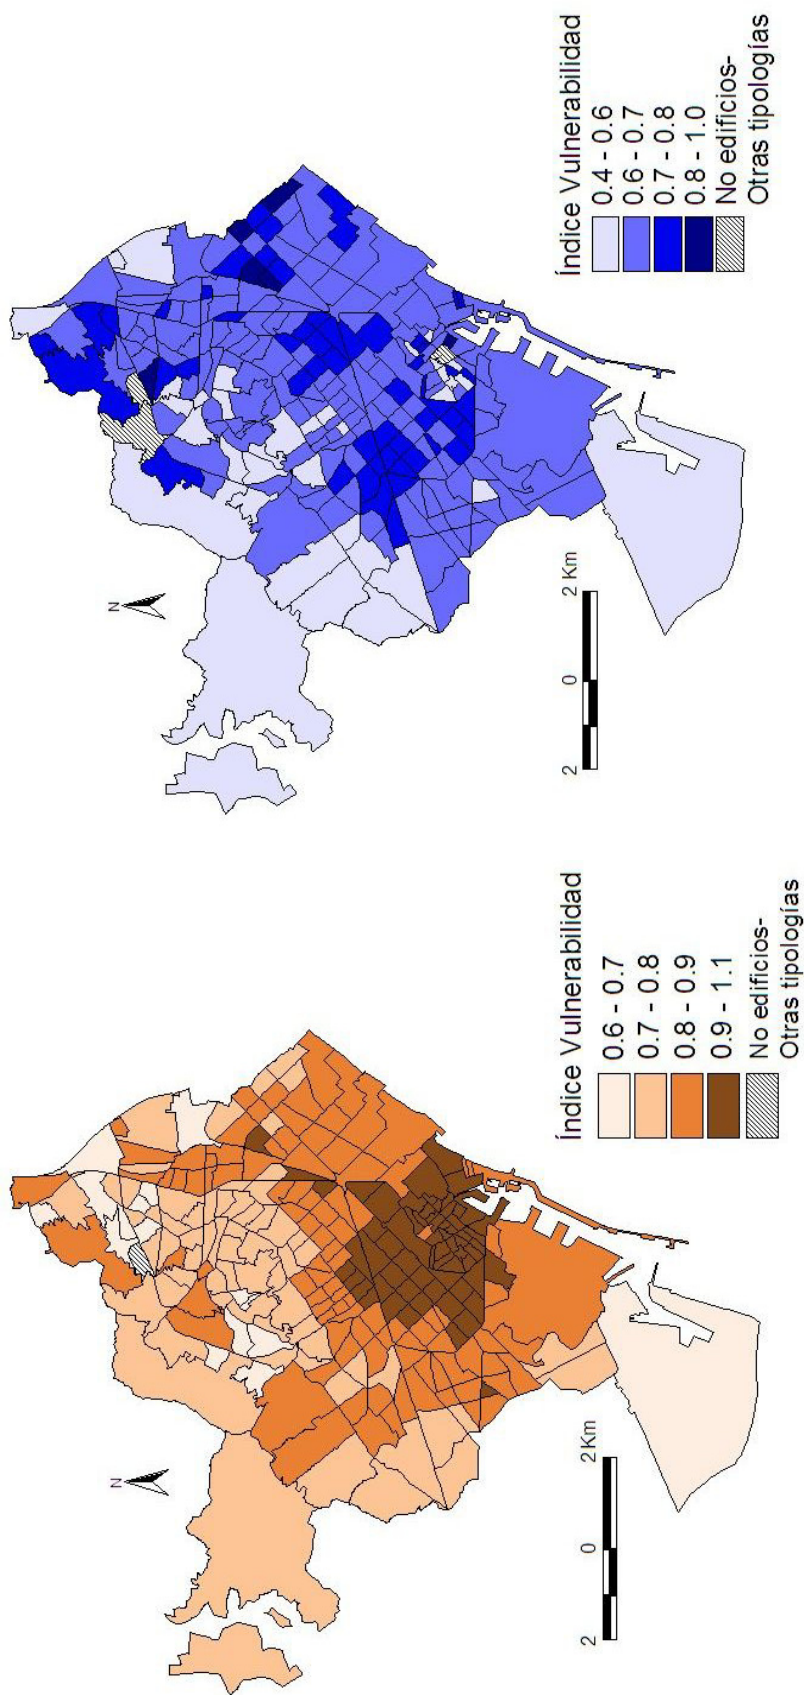 N
2 0 2 Km
Índice Vulnerabilidad
0.6 - 0.7
0.7 - 0.8
0.8 - 0.9
0.9 - 1.1
No edificios-
Otras tipologías
N
2 0 2 Km
Índice Vulnerabilidad
0.4 - 0.6
0.6 - 0.7
0.7 - 0.8
0.8 - 1.0
No edificios-
Otras tipologías